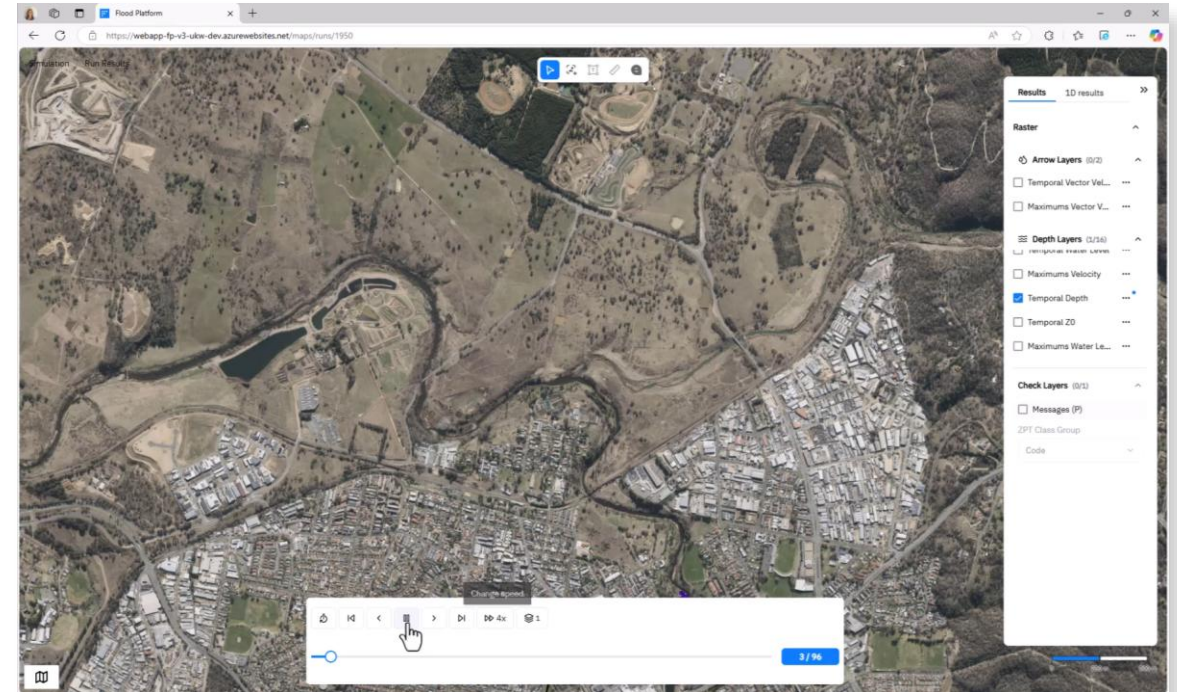 Flood Platform
https://webapp-fp-v3-ukw-dev.azurewebsites.net/maps/runs/1950
Simulation Run Results
Results 1D results
Raster
Arrow Layers (0/2)
Temporal Vector Vel...
Maximums Vector V...
Depth Layers (1/16)
Temporal Water Level
Maximums Velocity
Temporal Depth
Temporal Z0
Maximums Water Le...
Check Layers (0/1)
Messages (P)
ZPT Class Group
Code
Change speed
4x 1
3 / 96